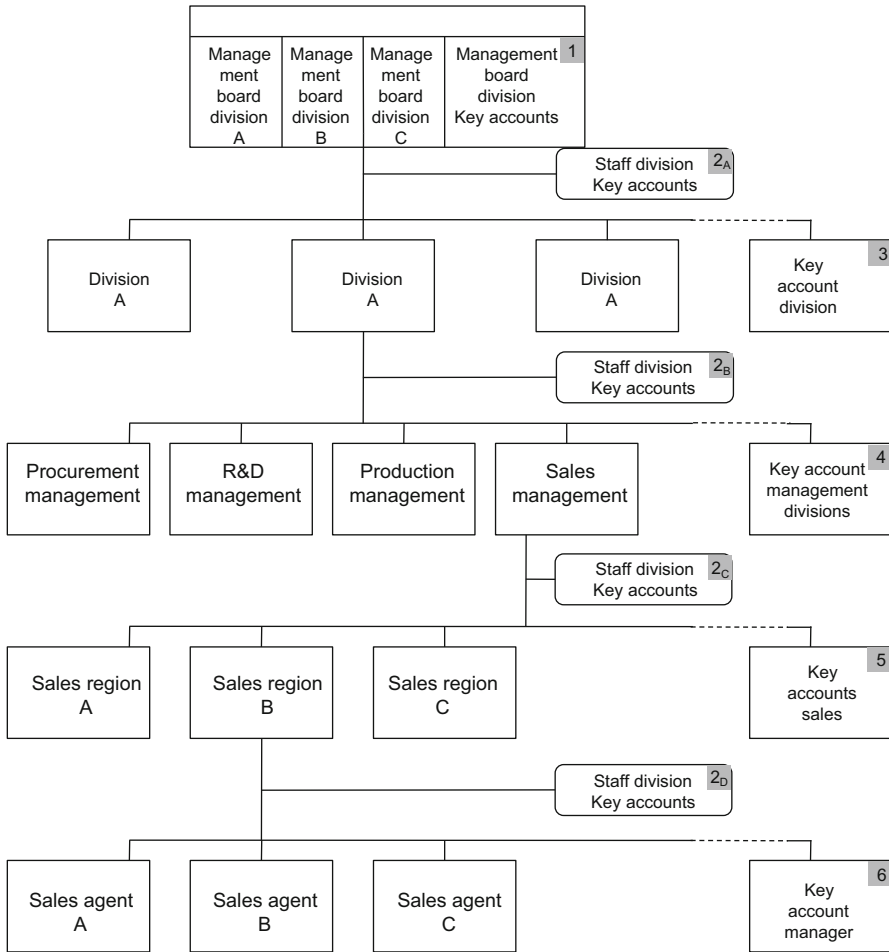 Manage
ment
board
division
A
Manage
ment
board
division
B
Manage
ment
board
division
C
Management
board
division
Key accounts
1
Staff division
Key accounts
2A
Division
A
Division
A
Division
A
Key
account
division
3
Staff division
Key accounts
2B
Procurement
management
R&D
management
Production
management
Sales
management
Key account
management
divisions
4
Staff division
Key accounts
2C
Sales region
A
Sales region
B
Sales region
C
Key
accounts
sales
5
Staff division
Key accounts
2D
Sales agent
A
Sales agent
B
Sales agent
C
Key
account
manager
6